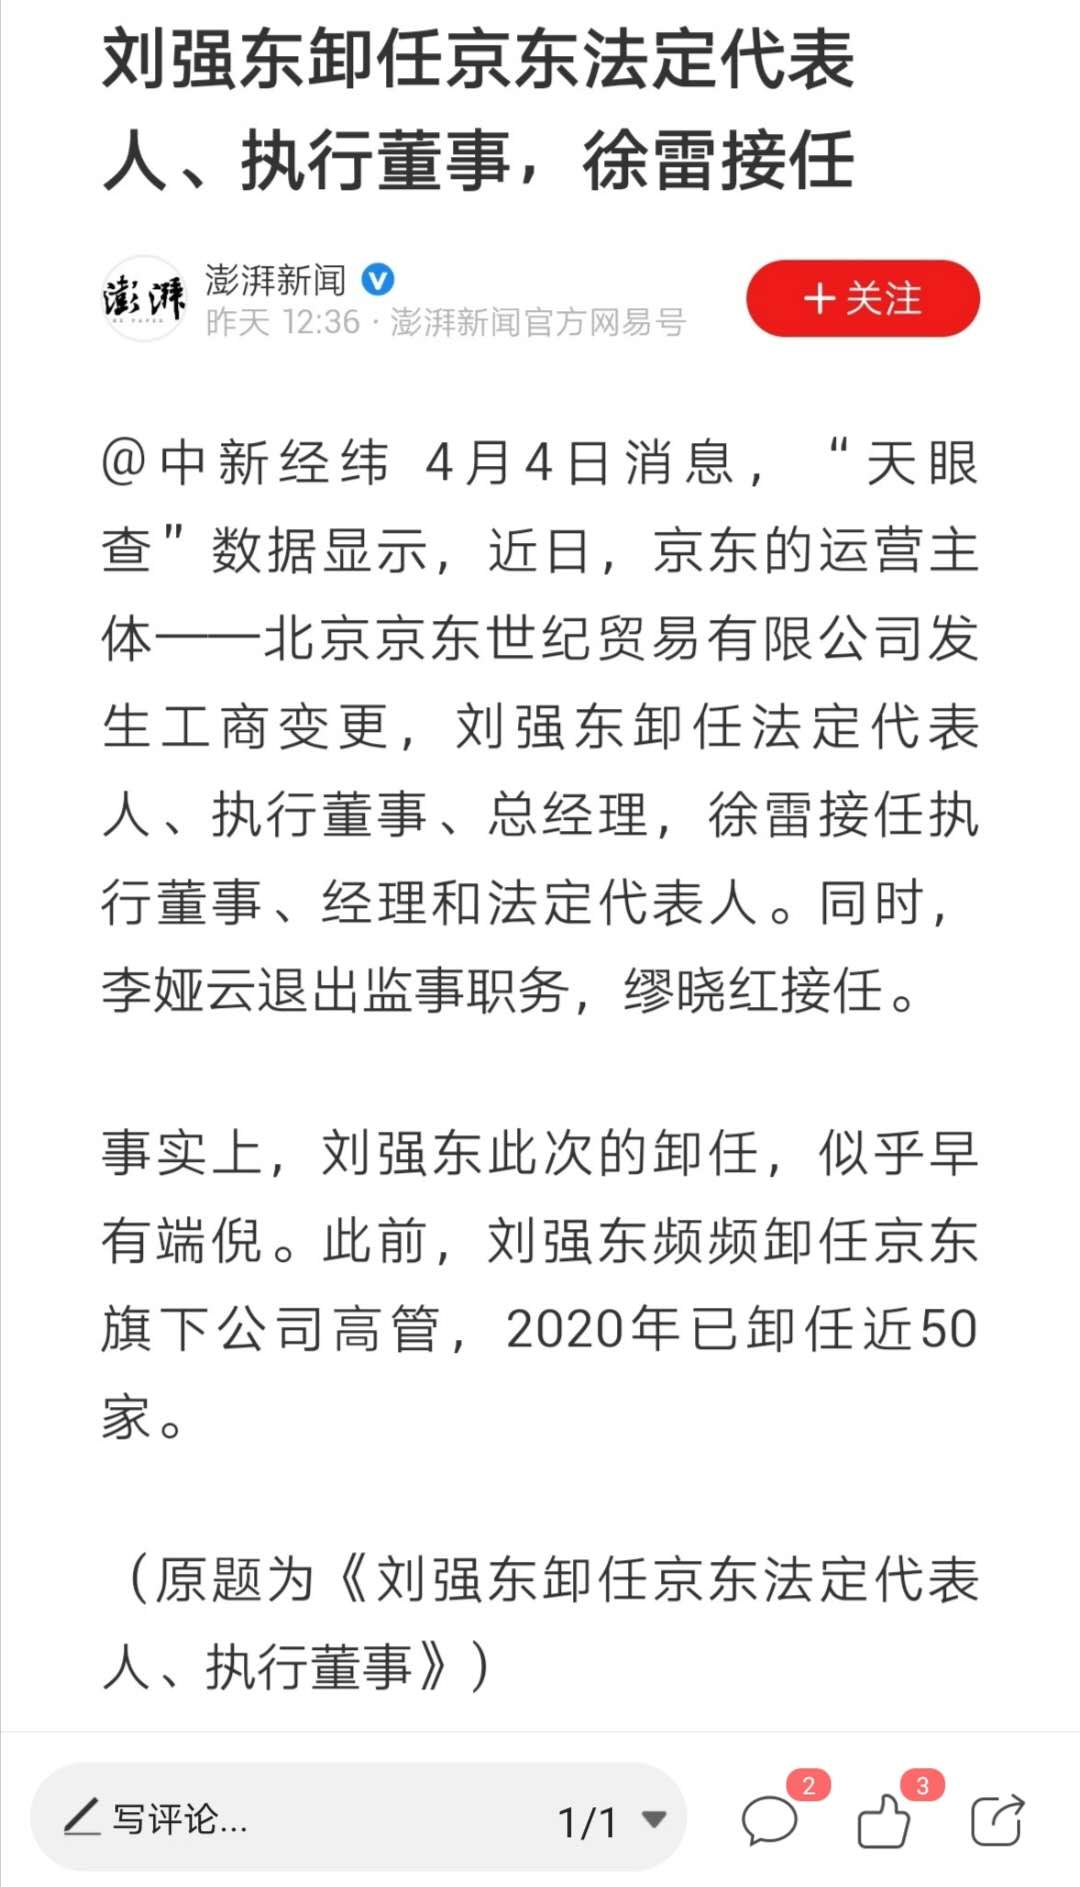 刘强东卸任京东法定代表
人、执行董事，徐雷接任
澎湃
澎湃新闻
昨天 12:36 · 澎湃新闻官方网易号
+关注
@中新经纬 4月4日消息，“天眼
查”数据显示，近日，京东的运营主
体——北京京东世纪贸易有限公司发
生工商变更，刘强东卸任法定代表
人、执行董事、总经理，徐雷接任执
行董事、经理和法定代表人。同时，
李娅云退出监事职务，缪晓红接任。
事实上，刘强东此次的卸任，似乎早
有端倪。此前，刘强东频频卸任京东
旗下公司高管，2020年已卸任近50
家。
（原题为《刘强东卸任京东法定代表
人、执行董事》）
写评论... 1/1 2 3